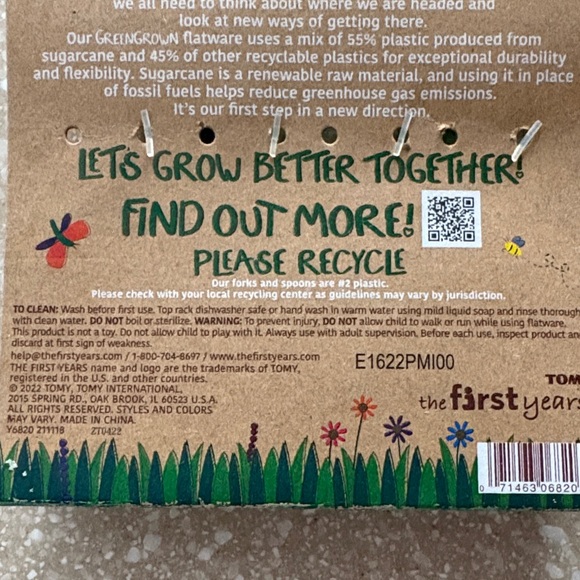 we all need to think about where we are headed and
look at new ways of getting there.
Our GREENGROWN flatware uses a mix of 55% plastic produced from
sugarcane and 45% of other recyclable plastics for exceptional durability
and flexibility. Sugarcane is a renewable raw material, and using it in place
of fossil fuels helps reduce greenhouse gas emissions.
It's our first step in a new direction.
LET'S GROW BETTER TOGETHER!
FIND OUT MORE!
PLEASE RECYCLE
Our forks and spoons are #2 plastic.
Please check with your local recycling center as guidelines may vary by jurisdiction.
TO CLEAN: Wash before first use. Top rack dishwasher safe or hand wash in warm water using mild liquid soap and rinse thorough
with clean water. DO NOT boil or sterilize. WARNING: To prevent injury, DO NOT allow child to walk or run while using flatware.
This product is not a toy. Do not allow child to play with it. Always use with adult supervision. Before each use, inspect product an
discard at first sign of weakness.
help@thefirstyears.com / 1-800-704-8697 / www.thefirstyears.com
THE FIRST YEARS name and logo are the trademarks of TOMY,
registered in the U.S. and other countries.
© 2022 TOMY, TOMY INTERNATIONAL,
2015 SPRING RD., OAK BROOK, IL 60523 U.S.A.
ALL RIGHTS RESERVED. STYLES AND COLORS
MAY VARY. MADE IN CHINA.
Y6820 211118 ZT0422
E1622PMI00
TOM
the first years
0 71463 06820